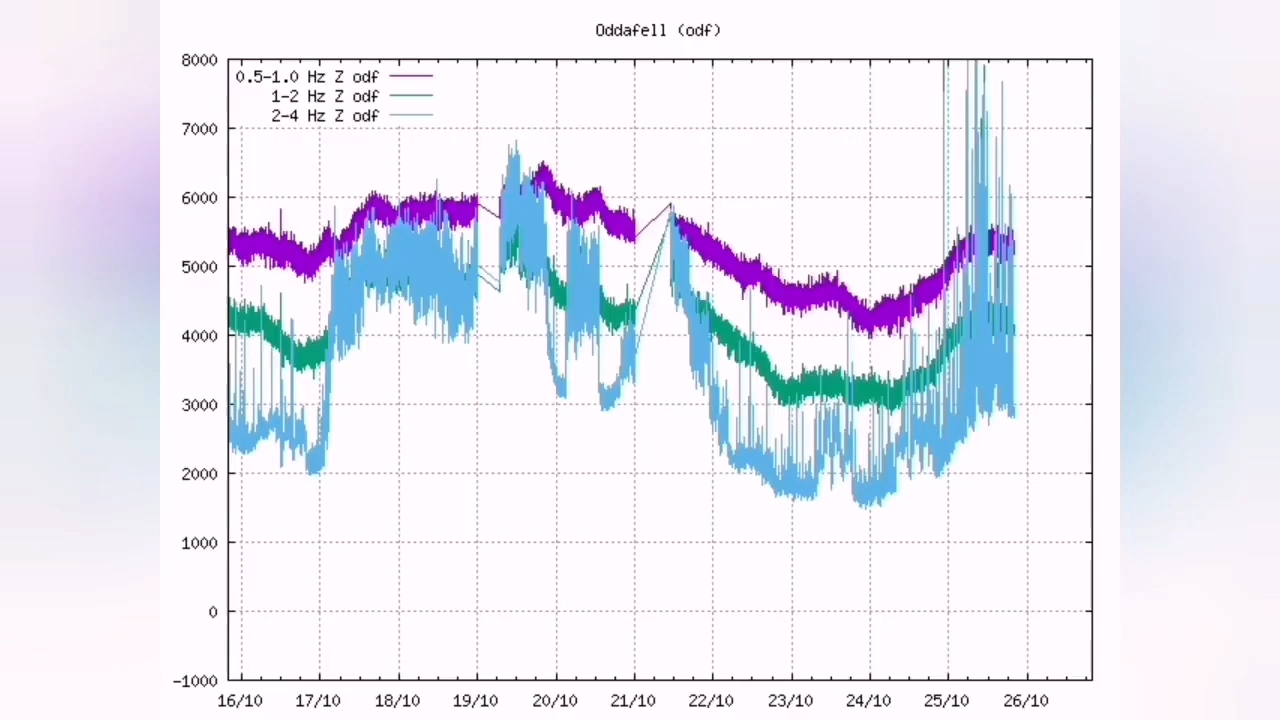 Oddafell (odf)
8000
0.5-1.0 Hz Z odf
1-2 Hz Z odf
2-4 Hz Z odf
7000
6000
5000
4000
3000
2000
1000
0
-1000
16/10 17/10 18/10 19/10 20/10 21/10 22/10 23/10 24/10 25/10 26/10